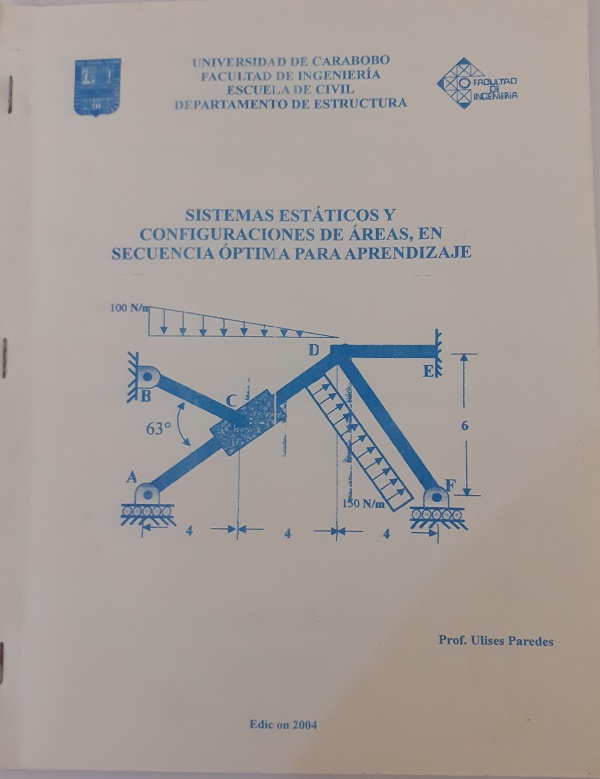 UNIVERSIDAD DE CARABOBO
FACULTAD DE INGENIERÍA
ESCUELA DE CIVIL
DEPARTAMENTO DE ESTRUCTURA
FACULTAD
DE
INGENIERIA
SISTEMAS ESTÁTICOS Y
CONFIGURACIONES DE ÁREAS, EN
SECUENCIA ÓPTIMA PARA APRENDIZAJE
100 N/m
D
E
B
C
63°
6
A
F
150 N/m
4
4
4
Prof. Ulises Paredes
Edic on 2004